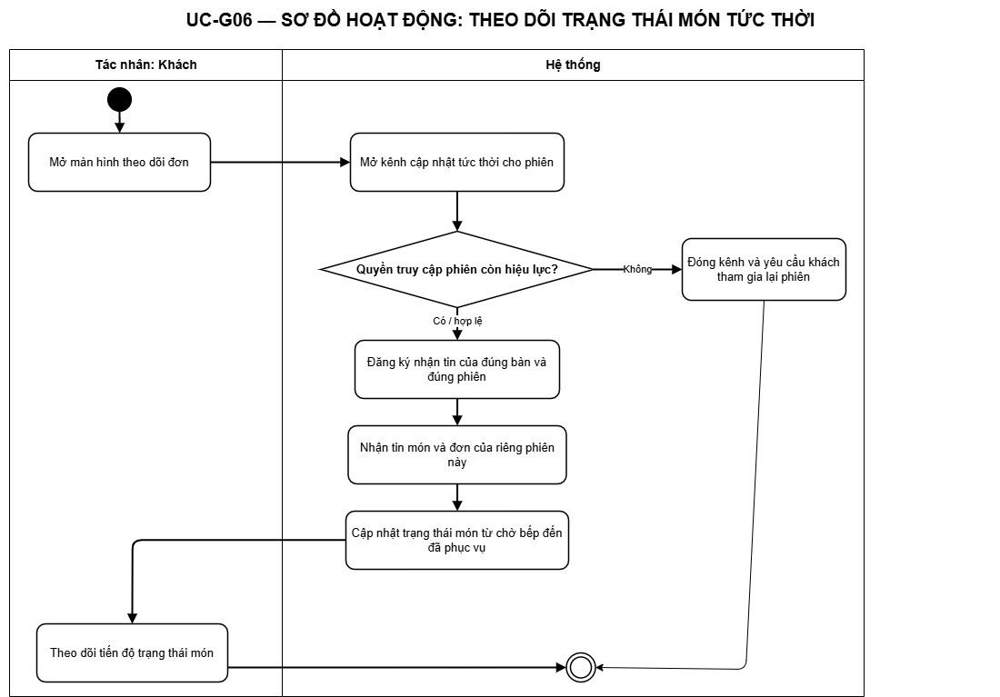 UC-G06 — SƠ ĐỒ HOẠT ĐỘNG: THEO DÕI TRẠNG THÁI MÓN TỨC THỜI
Tác nhân: Khách
Hệ thống
Mở màn hình theo dõi đơn
Mở kênh cập nhật tức thời cho phiên
Quyền truy cập phiên còn hiệu lực?
Không
Đóng kênh và yêu cầu khách
tham gia lại phiên
Có / hợp lệ
Đăng ký nhận tin của đúng bàn và
đúng phiên
Nhận tin món và đơn của riêng phiên
này
Cập nhật trạng thái món từ chờ bếp đến
đã phục vụ
Theo dõi tiến độ trạng thái món